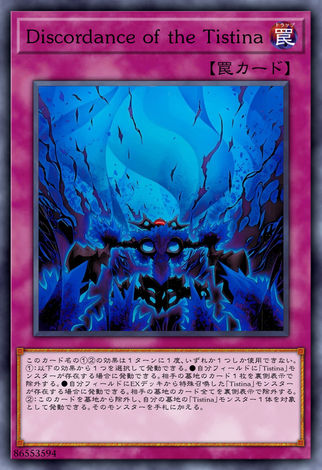 Discordance of the Tistina
トラップ
罠
【罠カード】
このカード名の①②の効果は1ターンに1度、いずれか1つしか使用できない。
①:以下の効果から1つを選択して発動できる。●自分フィールドに「Tistina」モ
ンスターが存在する場合に発動できる。相手の墓地のカード1枚を裏側表示で
除外する。●自分フィールドにEXデッキから特殊召喚した「Tistina」モンスター
が存在する場合に発動できる。相手の墓地のカード全てを裏側表示で除外する。
②:このカードを墓地から除外し、自分の墓地の「Tistina」モンスター1体を対象
として発動できる。そのモンスターを手札に加える。
86553594